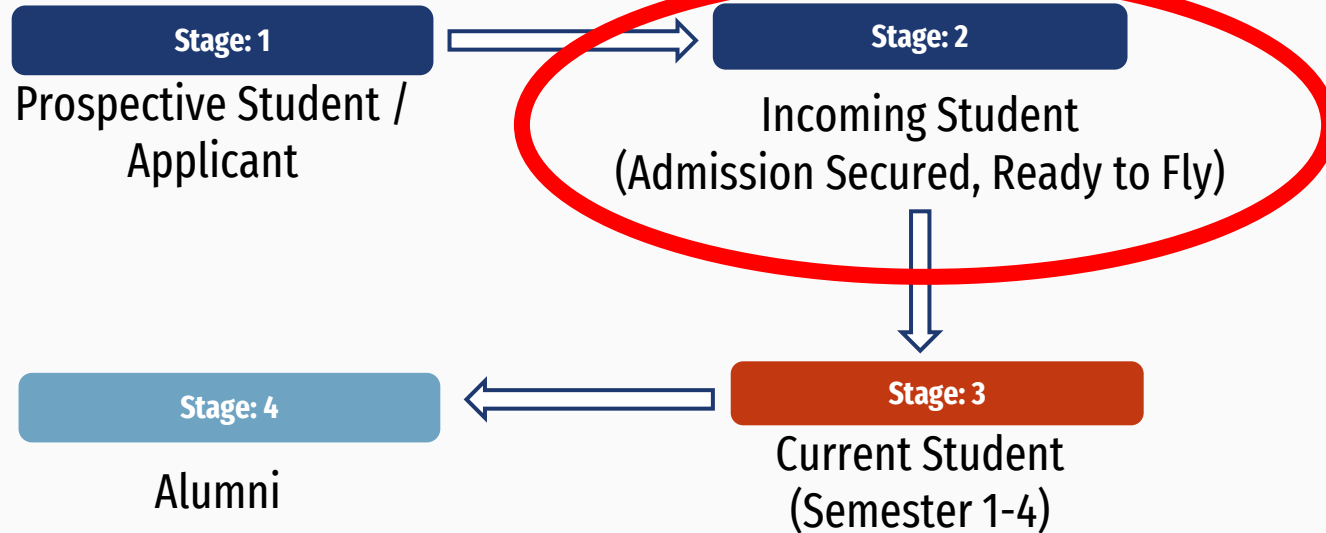 Stage: 1
Prospective Student /
Applicant
Stage: 2
Incoming Student
(Admission Secured, Ready to Fly)
Stage: 3
Current Student
(Semester 1-4)
Stage: 4
Alumni